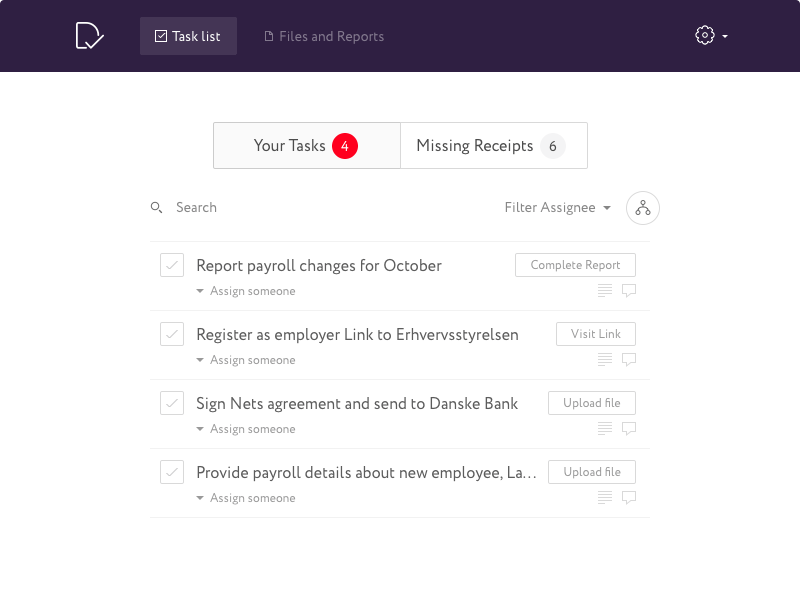 Task list
Files and Reports
Your Tasks 4
Missing Receipts 6
Search
Filter Assignee
Report payroll changes for October
Complete Report
Assign someone
Register as employer Link to Erhvervsstyrelsen
Visit Link
Assign someone
Sign Nets agreement and send to Danske Bank
Upload file
Assign someone
Provide payroll details about new employee, La...
Upload file
Assign someone